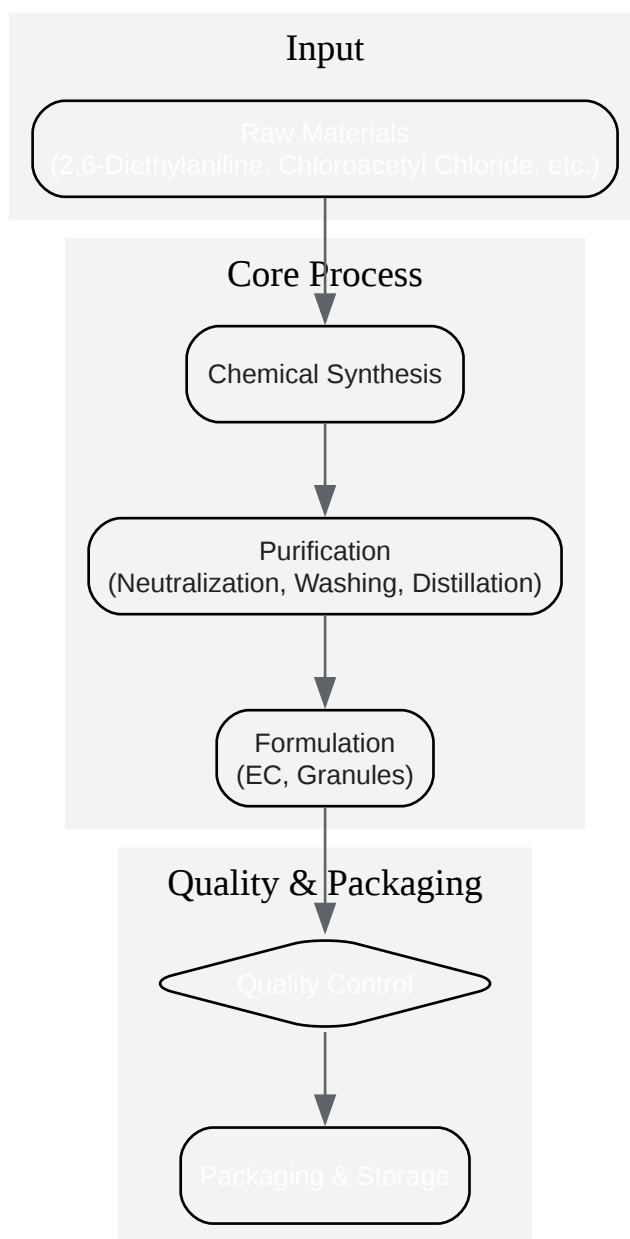 Input
Raw Materials
(2,6-Diethylaniline, Chloroacetyl Chloride, etc.)
Core Process
Chemical Synthesis
Purification
(Neutralization, Washing, Distillation)
Formulation
(EC, Granules)
Quality & Packaging
Quality Control
Packaging & Storage